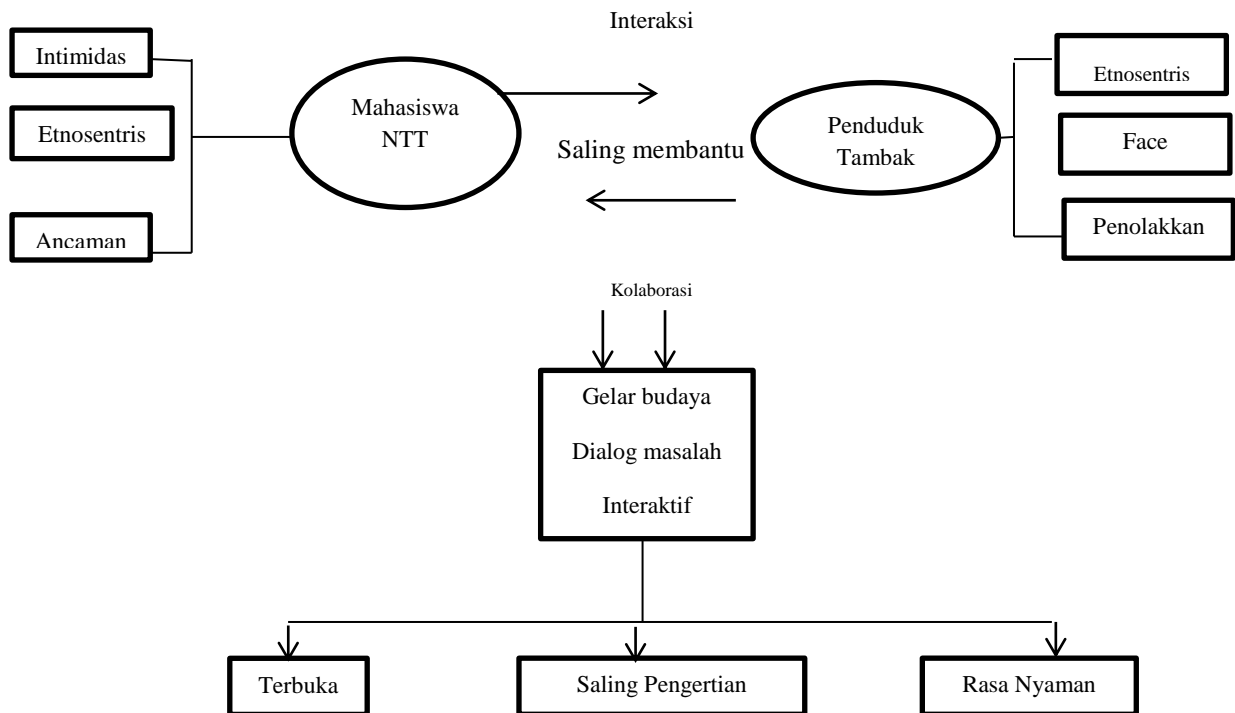 Interaksi
Intimidas
Etnosentris
Ancaman
Mahasiswa
NTT
Saling membantu
Penduduk
Tambak
Etnosentris
Face
Penolakkan
Kolaborasi
Gelar budaya
Dialog masalah
Interaktif
Terbuka
Saling Pengertian
Rasa Nyaman